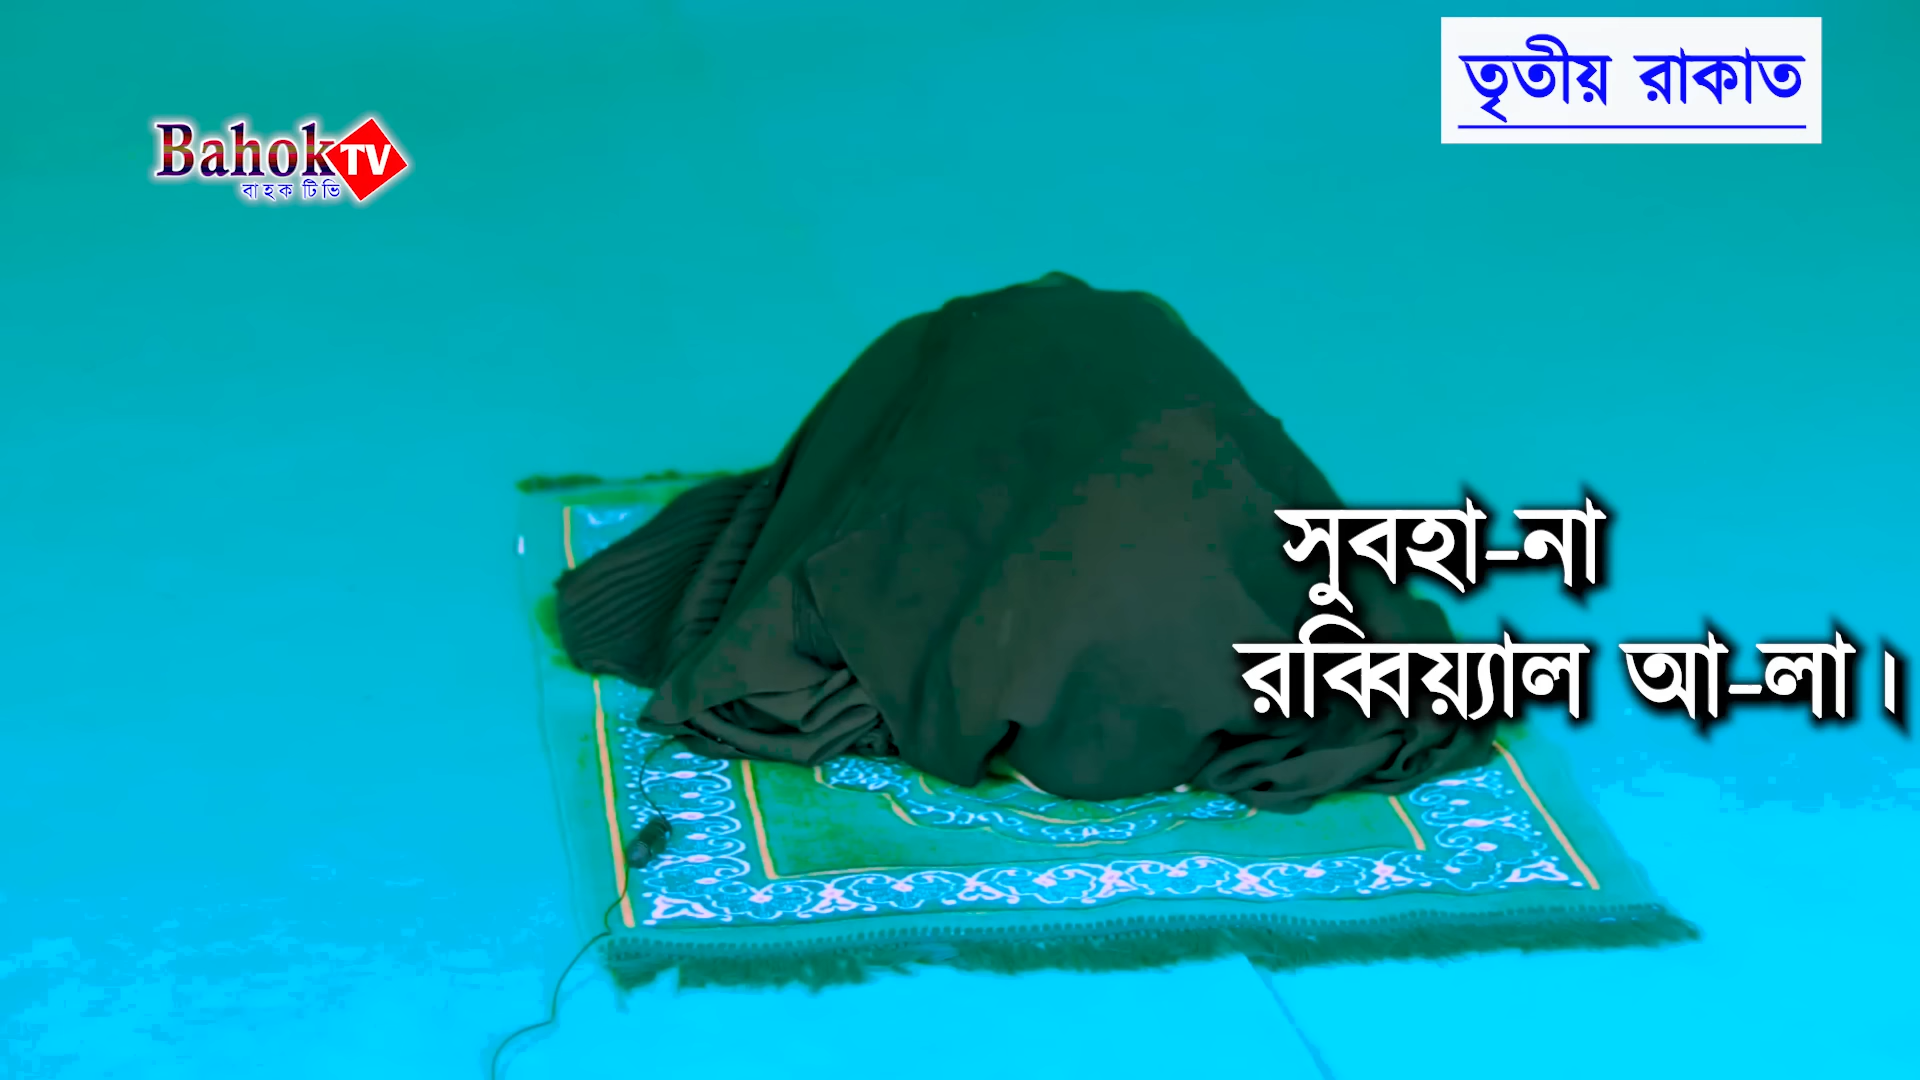 তৃতীয় রাকাত
Bahok TV
বাহক টিভি
সুবহা-না
রব্বিয়্যাল আ-লা।